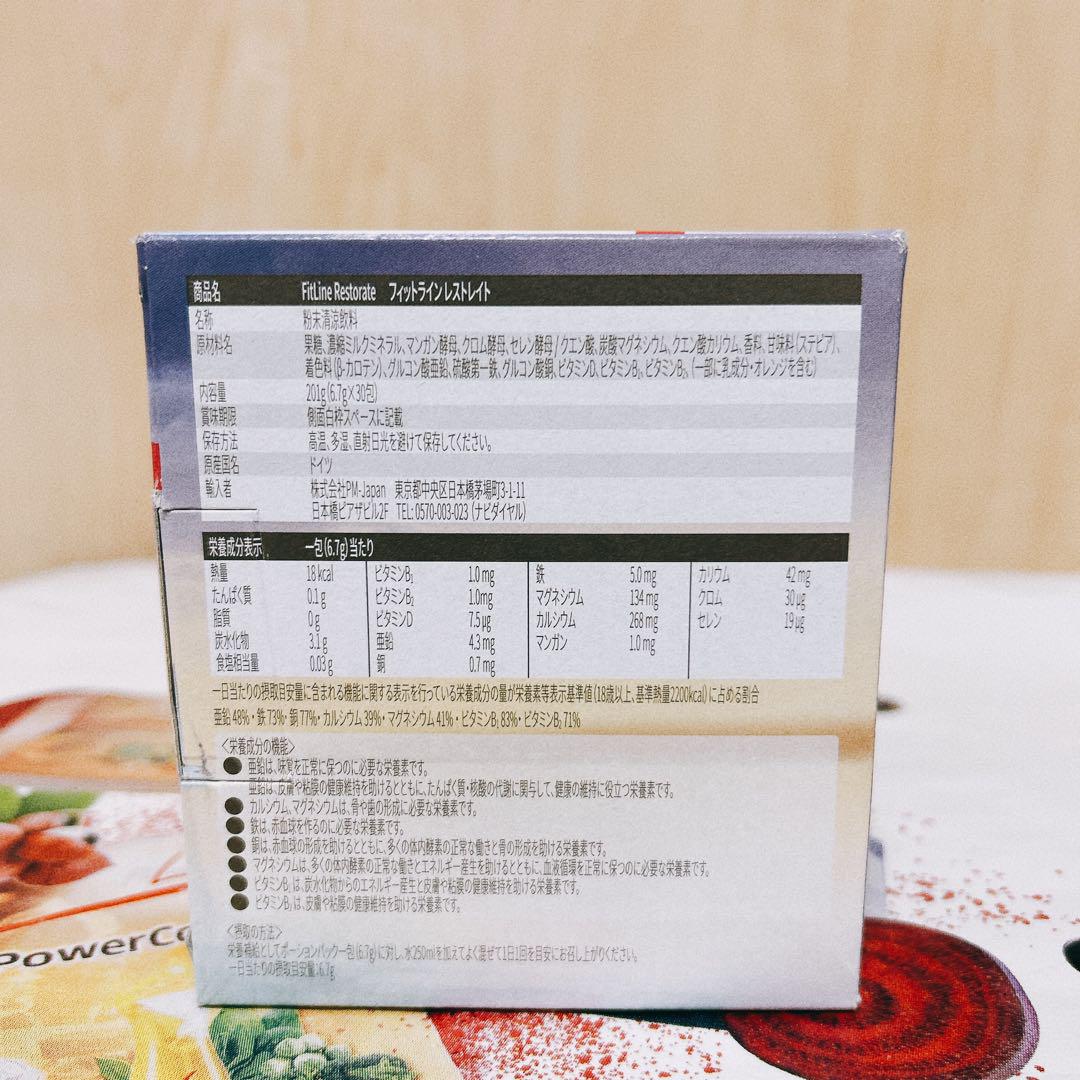 商品名 FitLine Restorate フィットライン レストレイト
名称 粉末清涼飲料
原材料名 果糖、濃縮ミルクミネラル、マンガン酵母、クロム酵母、セレン酵母 / クエン酸、炭酸マグネシウム、クエン酸カリウム、香料、甘味料(ステビア)、
着色料(β-カロテン)、グルコン酸亜鉛、硫酸第一鉄、グルコン酸銅、ビタミンD、ビタミンB₁、ビタミンB₂、(一部に乳成分・オレンジを含む)
内容量 201g(6.7g×30包)
賞味期限 側面白枠スペースに記載
保存方法 高温、多湿、直射日光を避けて保存してください。
原産国名 ドイツ
輸入者 株式会社PM-Japan 東京都中央区日本橋茅場町3-1-11
日本橋ピアザビル2F TEL:0570-003-023 (ナビダイヤル)
栄養成分表示 一包(6.7g)当たり
熱量 18 kcal ビタミンB₁ 1.0 mg 鉄 5.0 mg カリウム 42 mg
たんぱく質 0.1 g ビタミンB₂ 1.0mg マグネシウム 134 mg クロム 30 μg
脂質 0 g ビタミンD 7.5 μg カルシウム 268 mg セレン 19 μg
炭水化物 3.1 g 亜鉛 4.3 mg マンガン 1.0 mg
食塩相当量 0.03 g 銅 0.7 mg
一日当たりの摂取目安量に含まれる機能に関する表示を行っている栄養成分の量が栄養素等表示基準値(18歳以上、基準熱量2200kcal)に占める割合
亜鉛 48%・鉄 73%・銅 77%・カルシウム 39%・マグネシウム 41%・ビタミンB₁ 83%・ビタミンB₂ 71%
〈栄養成分の機能〉
● 亜鉛は、味覚を正常に保つのに必要な栄養素です。
亜鉛は、皮膚や粘膜の健康維持を助けるとともに、たんぱく質・核酸の代謝に関与して、健康の維持に役立つ栄養素です。
● カルシウム、マグネシウムは、骨や歯の形成に必要な栄養素です。
● 鉄は、赤血球を作るのに必要な栄養素です。
● 銅は、赤血球の形成を助けるとともに、多くの体内酵素の正常な働きと骨の形成を助ける栄養素です。
● マグネシウムは、多くの体内酵素の正常な働きとエネルギー産生を助けるとともに、血液循環を正常に保つのに必要な栄養素です。
● ビタミンB₁は、炭水化物からのエネルギー産生と皮膚や粘膜の健康維持を助ける栄養素です。
● ビタミンB₂は、皮膚や粘膜の健康維持を助ける栄養素です。
〈摂取の方法〉
栄養補給としてポーションパック一包(6.7g)に対し、水250mlを加えてよく混ぜて1日1回を目安にお召し上がりください。
一日当たりの摂取目安量:6.7g
PowerCo